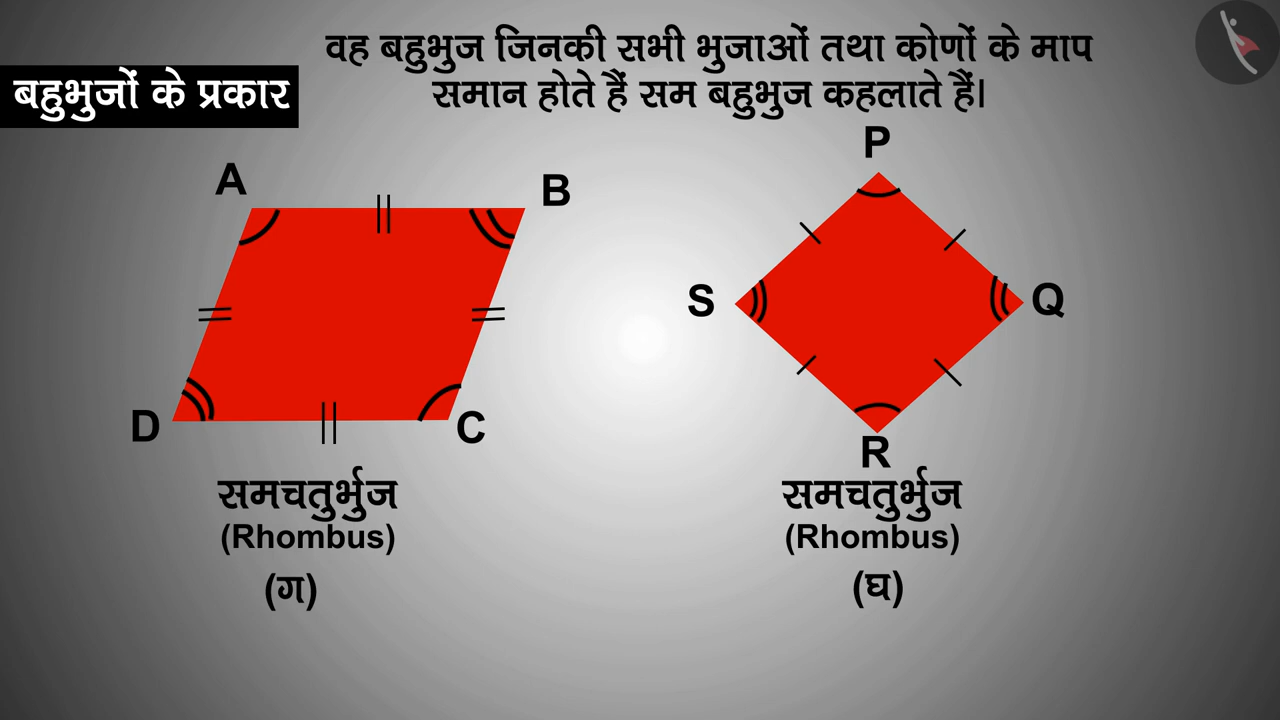 वह बहुभुज जिनकी सभी भुजाओं तथा कोणों के माप
समान होते हैं सम बहुभुज कहलाते हैं।
बहुभुजों के प्रकार
A
B
D
C
समचतुर्भुज
(Rhombus)
(ग)
P
S
Q
R
समचतुर्भुज
(Rhombus)
(घ)